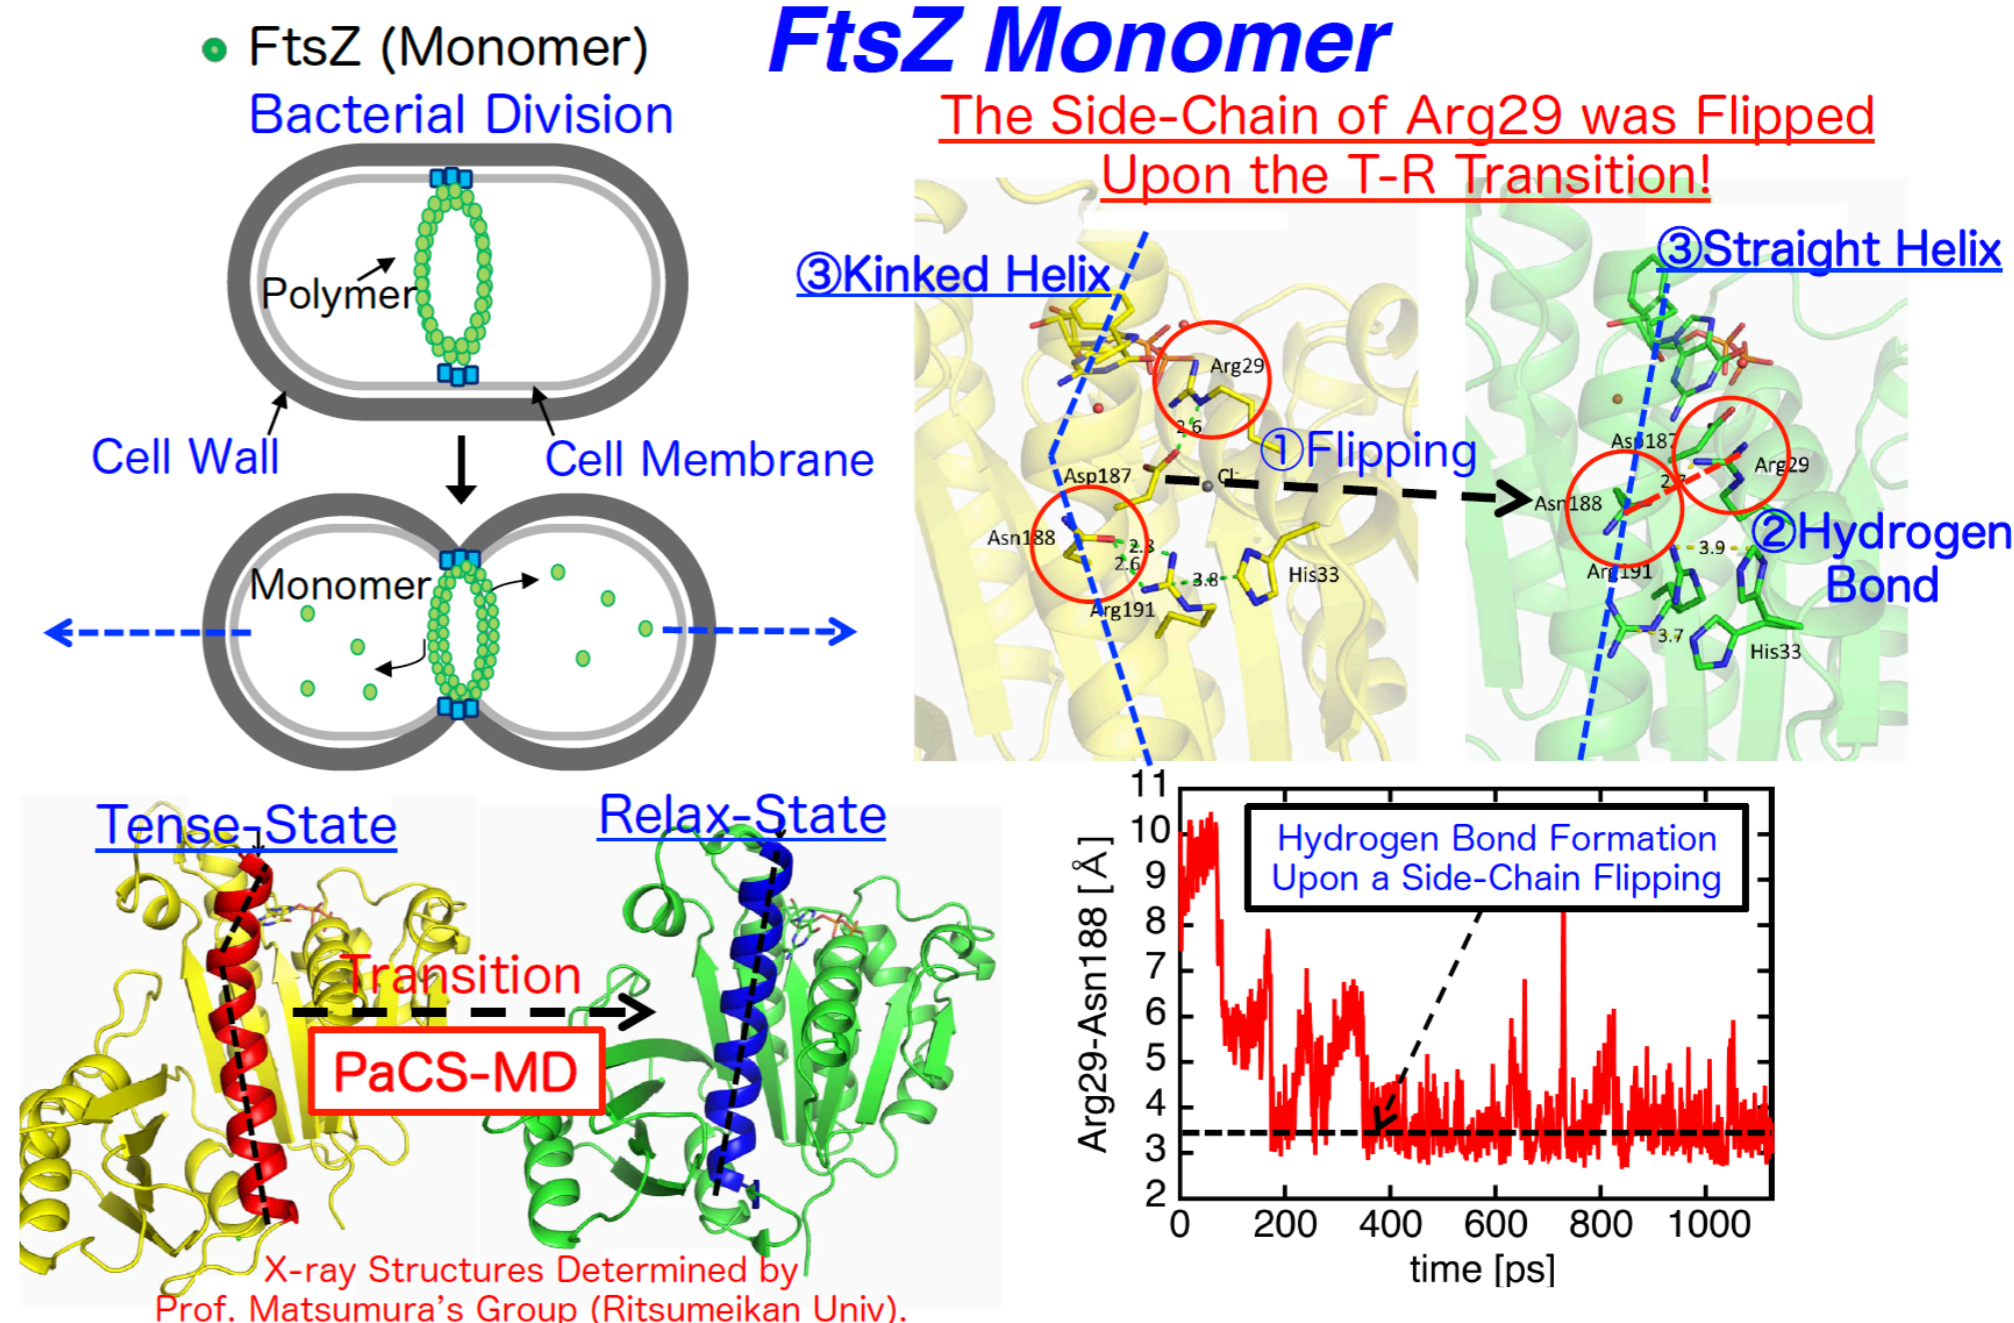 FtsZ (Monomer)
Bacterial Division
Polymer
Cell Wall
Cell Membrane
Monomer
FtsZ Monomer
The Side-Chain of Arg29 was Flipped
Upon the T-R Transition!
③Kinked Helix
Arg29
2.6
①Flipping
Asp187
Cl-
Asn188
2.8
2.6
3.8
His33
Arg191
③Straight Helix
Asp187
Arg29
2.7
Asn188
②Hydrogen
Bond
3.9
Arg191
3.7
His33
Tense-State
Relax-State
Transition
PaCS-MD
X-ray Structures Determined by
Prof. Matsumura's Group (Ritsumeikan Univ).
Hydrogen Bond Formation
Upon a Side-Chain Flipping
Arg29-Asn188 [Å]
11
10
9
8
7
6
5
4
3
2
0 200 400 600 800 1000
time [ps]